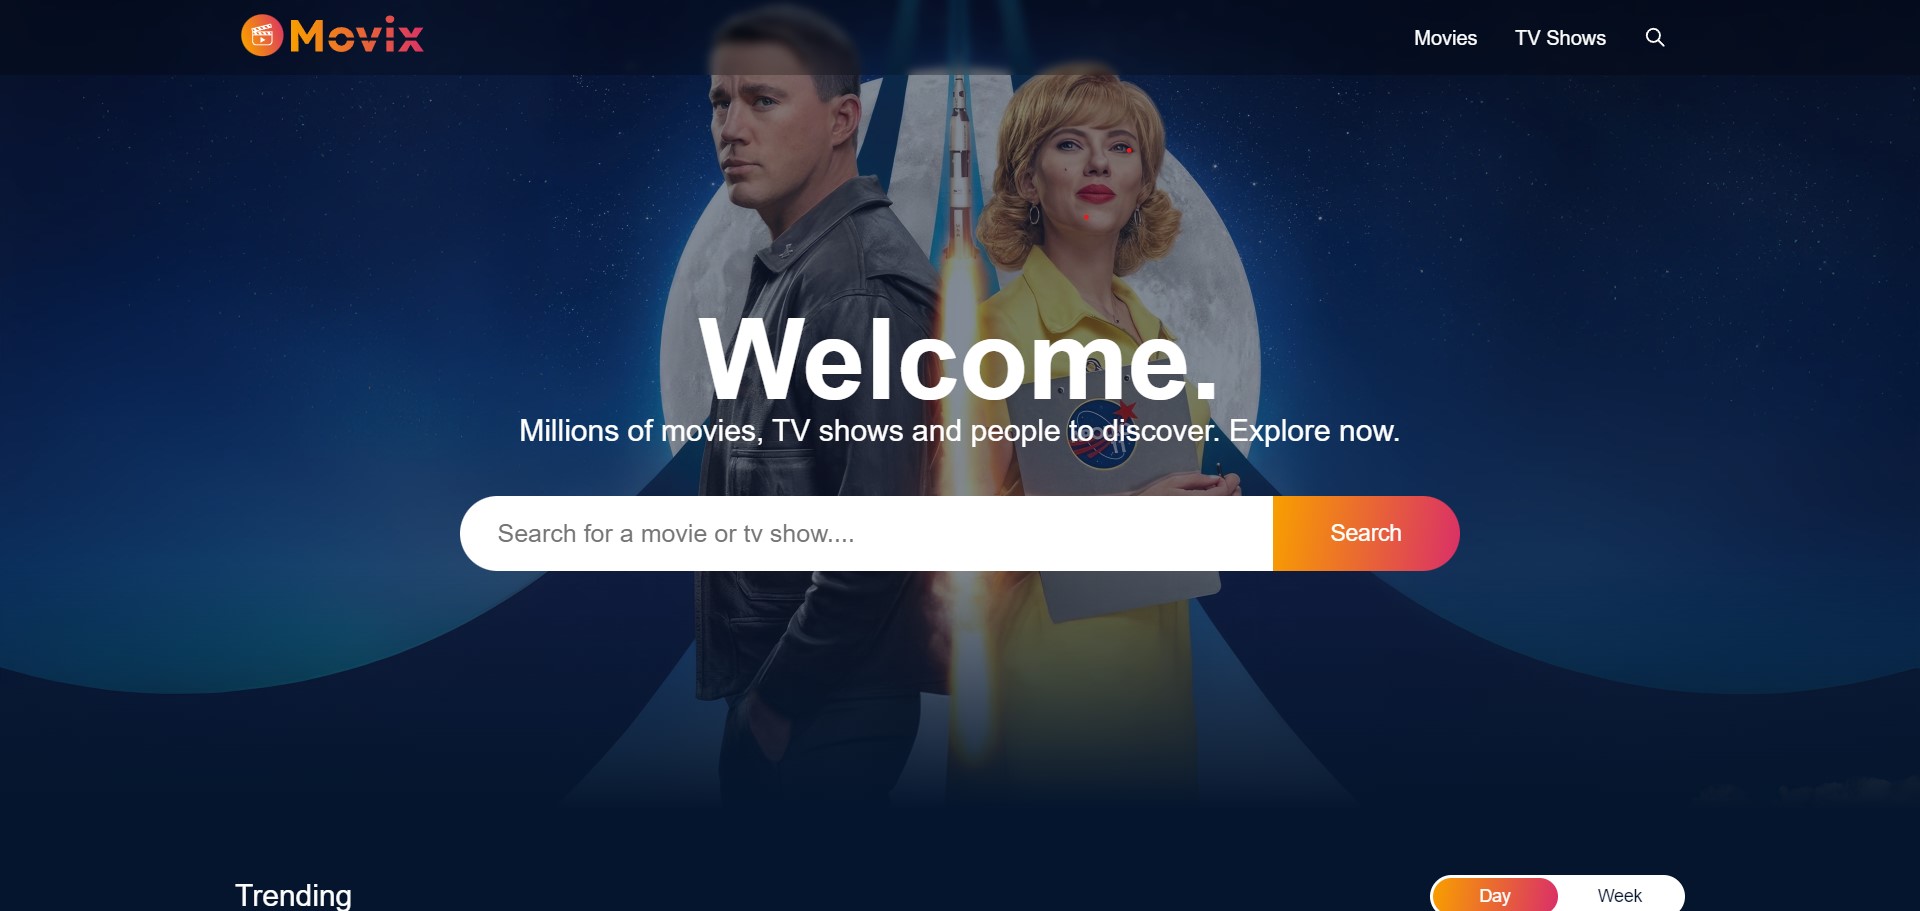 Movix
Movies
TV Shows
Welcome.
Millions of movies, TV shows and people to discover. Explore now.
Search for a movie or tv show....
Search
Trending
Day
Week